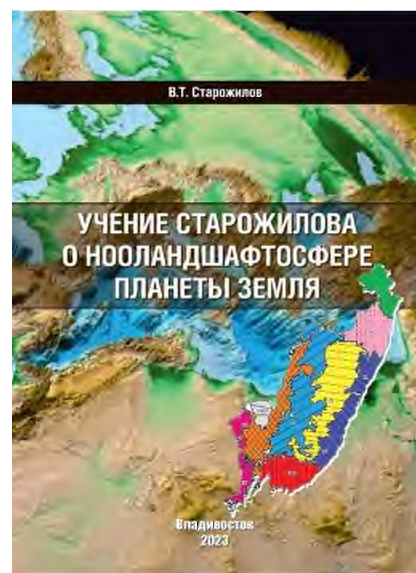 В.Т. Старожилов
УЧЕНИЕ СТАРОЖИЛОВА
О НООЛАНДШАФТОСФЕРЕ
ПЛАНЕТЫ ЗЕМЛЯ
Владивосток
2023